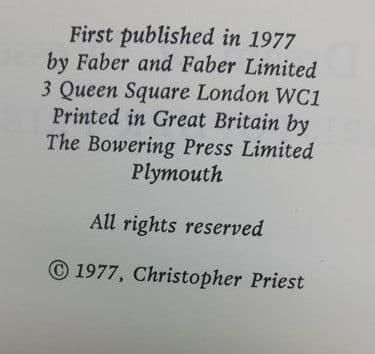 First published in 1977
by Faber and Faber Limited
3 Queen Square London WC1
Printed in Great Britain by
The Bowering Press Limited
Plymouth
All rights reserved
© 1977, Christopher Priest